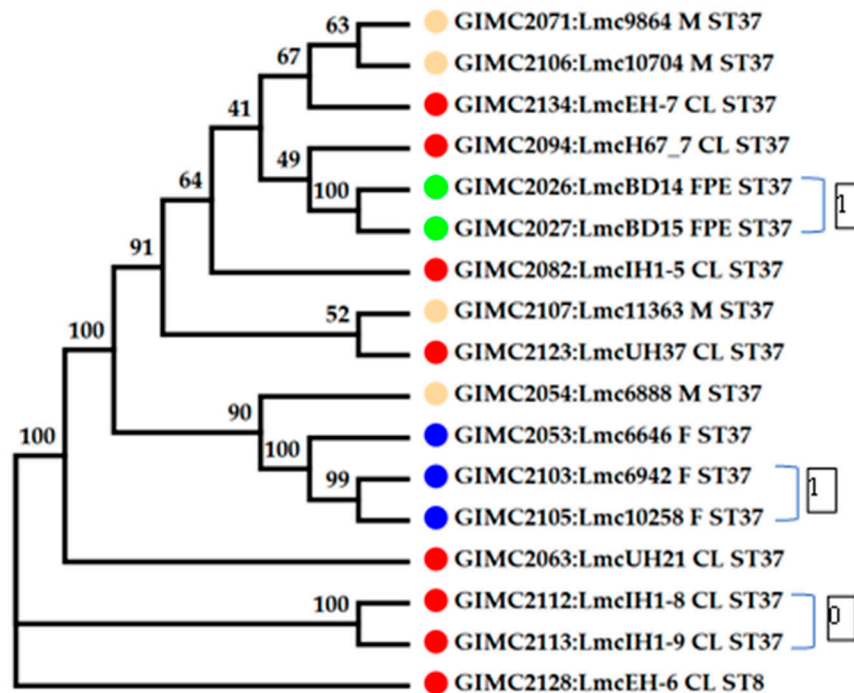 63
GIMC2071:Lmc9864 M ST37
67
GIMC2106:Lmc10704 M ST37
41
GIMC2134:LmcEH-7 CL ST37
49
GIMC2094:LmcH67_7 CL ST37
64
100
GIMC2026:LmcBD14 FPE ST37
1
GIMC2027:LmcBD15 FPE ST37
91
GIMC2082:LmcIH1-5 CL ST37
100
52
GIMC2107:Lmc11363 M ST37
GIMC2123:LmcUH37 CL ST37
90
GIMC2054:Lmc6888 M ST37
100
100
GIMC2053:Lmc6646 F ST37
99
GIMC2103:Lmc6942 F ST37
1
GIMC2105:Lmc10258 F ST37
GIMC2063:LmcUH21 CL ST37
100
GIMC2112:LmcIH1-8 CL ST37
0
GIMC2113:LmcIH1-9 CL ST37
GIMC2128:LmcEH-6 CL ST8